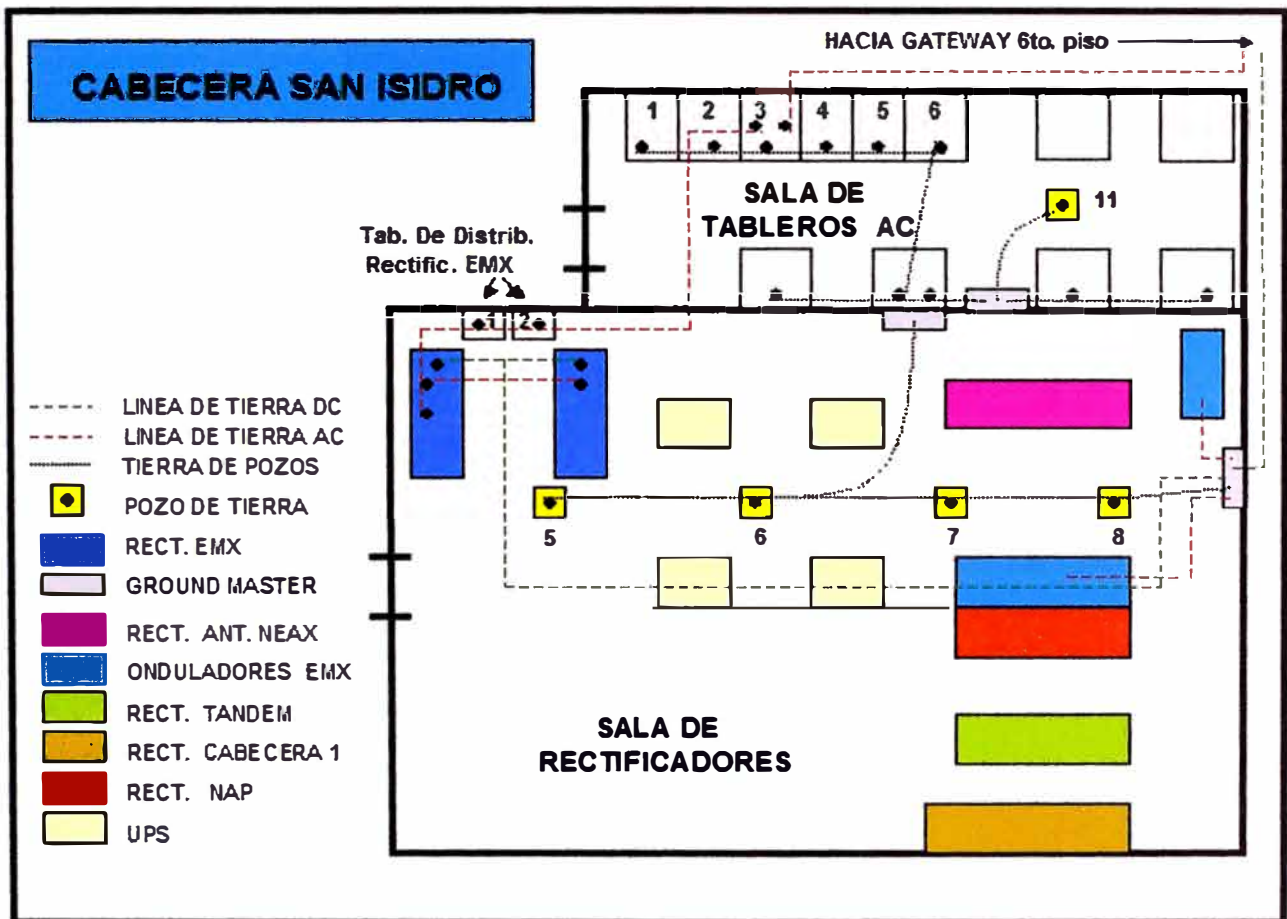 CABECERA SAN ISIDRO
HACIA GATEWAY 6to. piso
1 2 3 4 5 6
SALA DE
TABLEROS AC
11
Tab. De Distrib.
Rectific. EMX
1 2
5 6 7 8
LINEA DE TIERRA DC
LINEA DE TIERRA AC
TIERRA DE POZOS
POZO DE TIERRA
RECT. EMX
GROUND MASTER
RECT. ANT. NEAX
ONDULADORES EMX
RECT. TANDEM
RECT. CABECERA 1
RECT. NAP
UPS
SALA DE
RECTIFICADORES